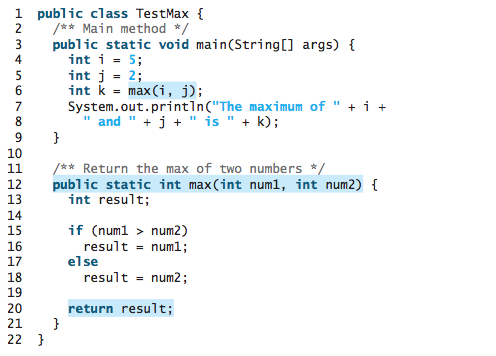 1 public class TestMax {
2 /** Main method */
3 public static void main(String[] args) {
4 int i = 5;
5 int j = 2;
6 int k = max(i, j);
7 System.out.println("The maximum of " + i +
8 " and " + j + " is " + k);
9 }
10
11 /** Return the max of two numbers */
12 public static int max(int num1, int num2) {
13 int result;
14
15 if (num1 > num2)
16 result = num1;
17 else
18 result = num2;
19
20 return result;
21 }
22 }